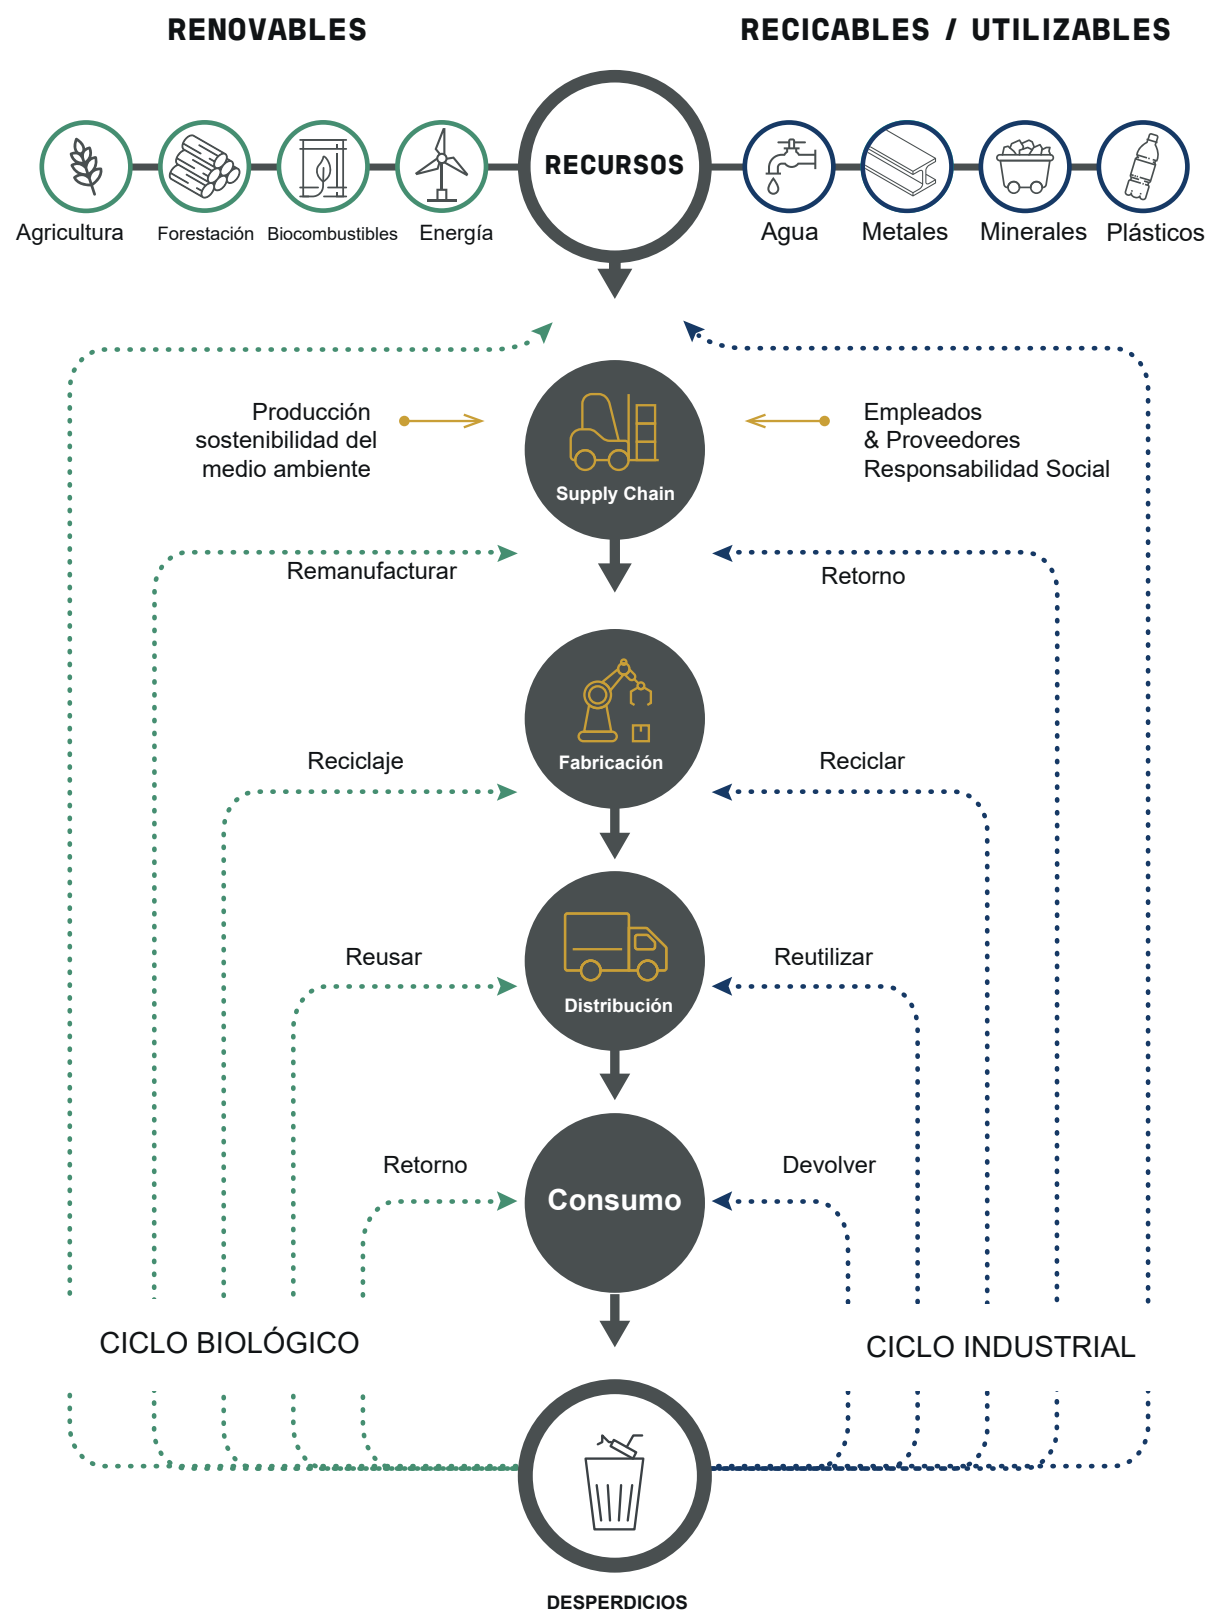 RENOVABLES
RECICABLES / UTILIZABLES
RECURSOS
Agricultura
Forestación
Biocombustibles
Energía
Agua
Metales
Minerales
Plásticos
Producción
sostenibilidad del
medio ambiente
Empleados
& Proveedores
Responsabilidad Social
Supply Chain
Remanufacturar
Retorno
Fabricación
Reciclaje
Reciclar
Reusar
Reutilizar
Distribución
Retorno
Devolver
Consumo
CICLO BIOLÓGICO
CICLO INDUSTRIAL
DESPERDICIOS